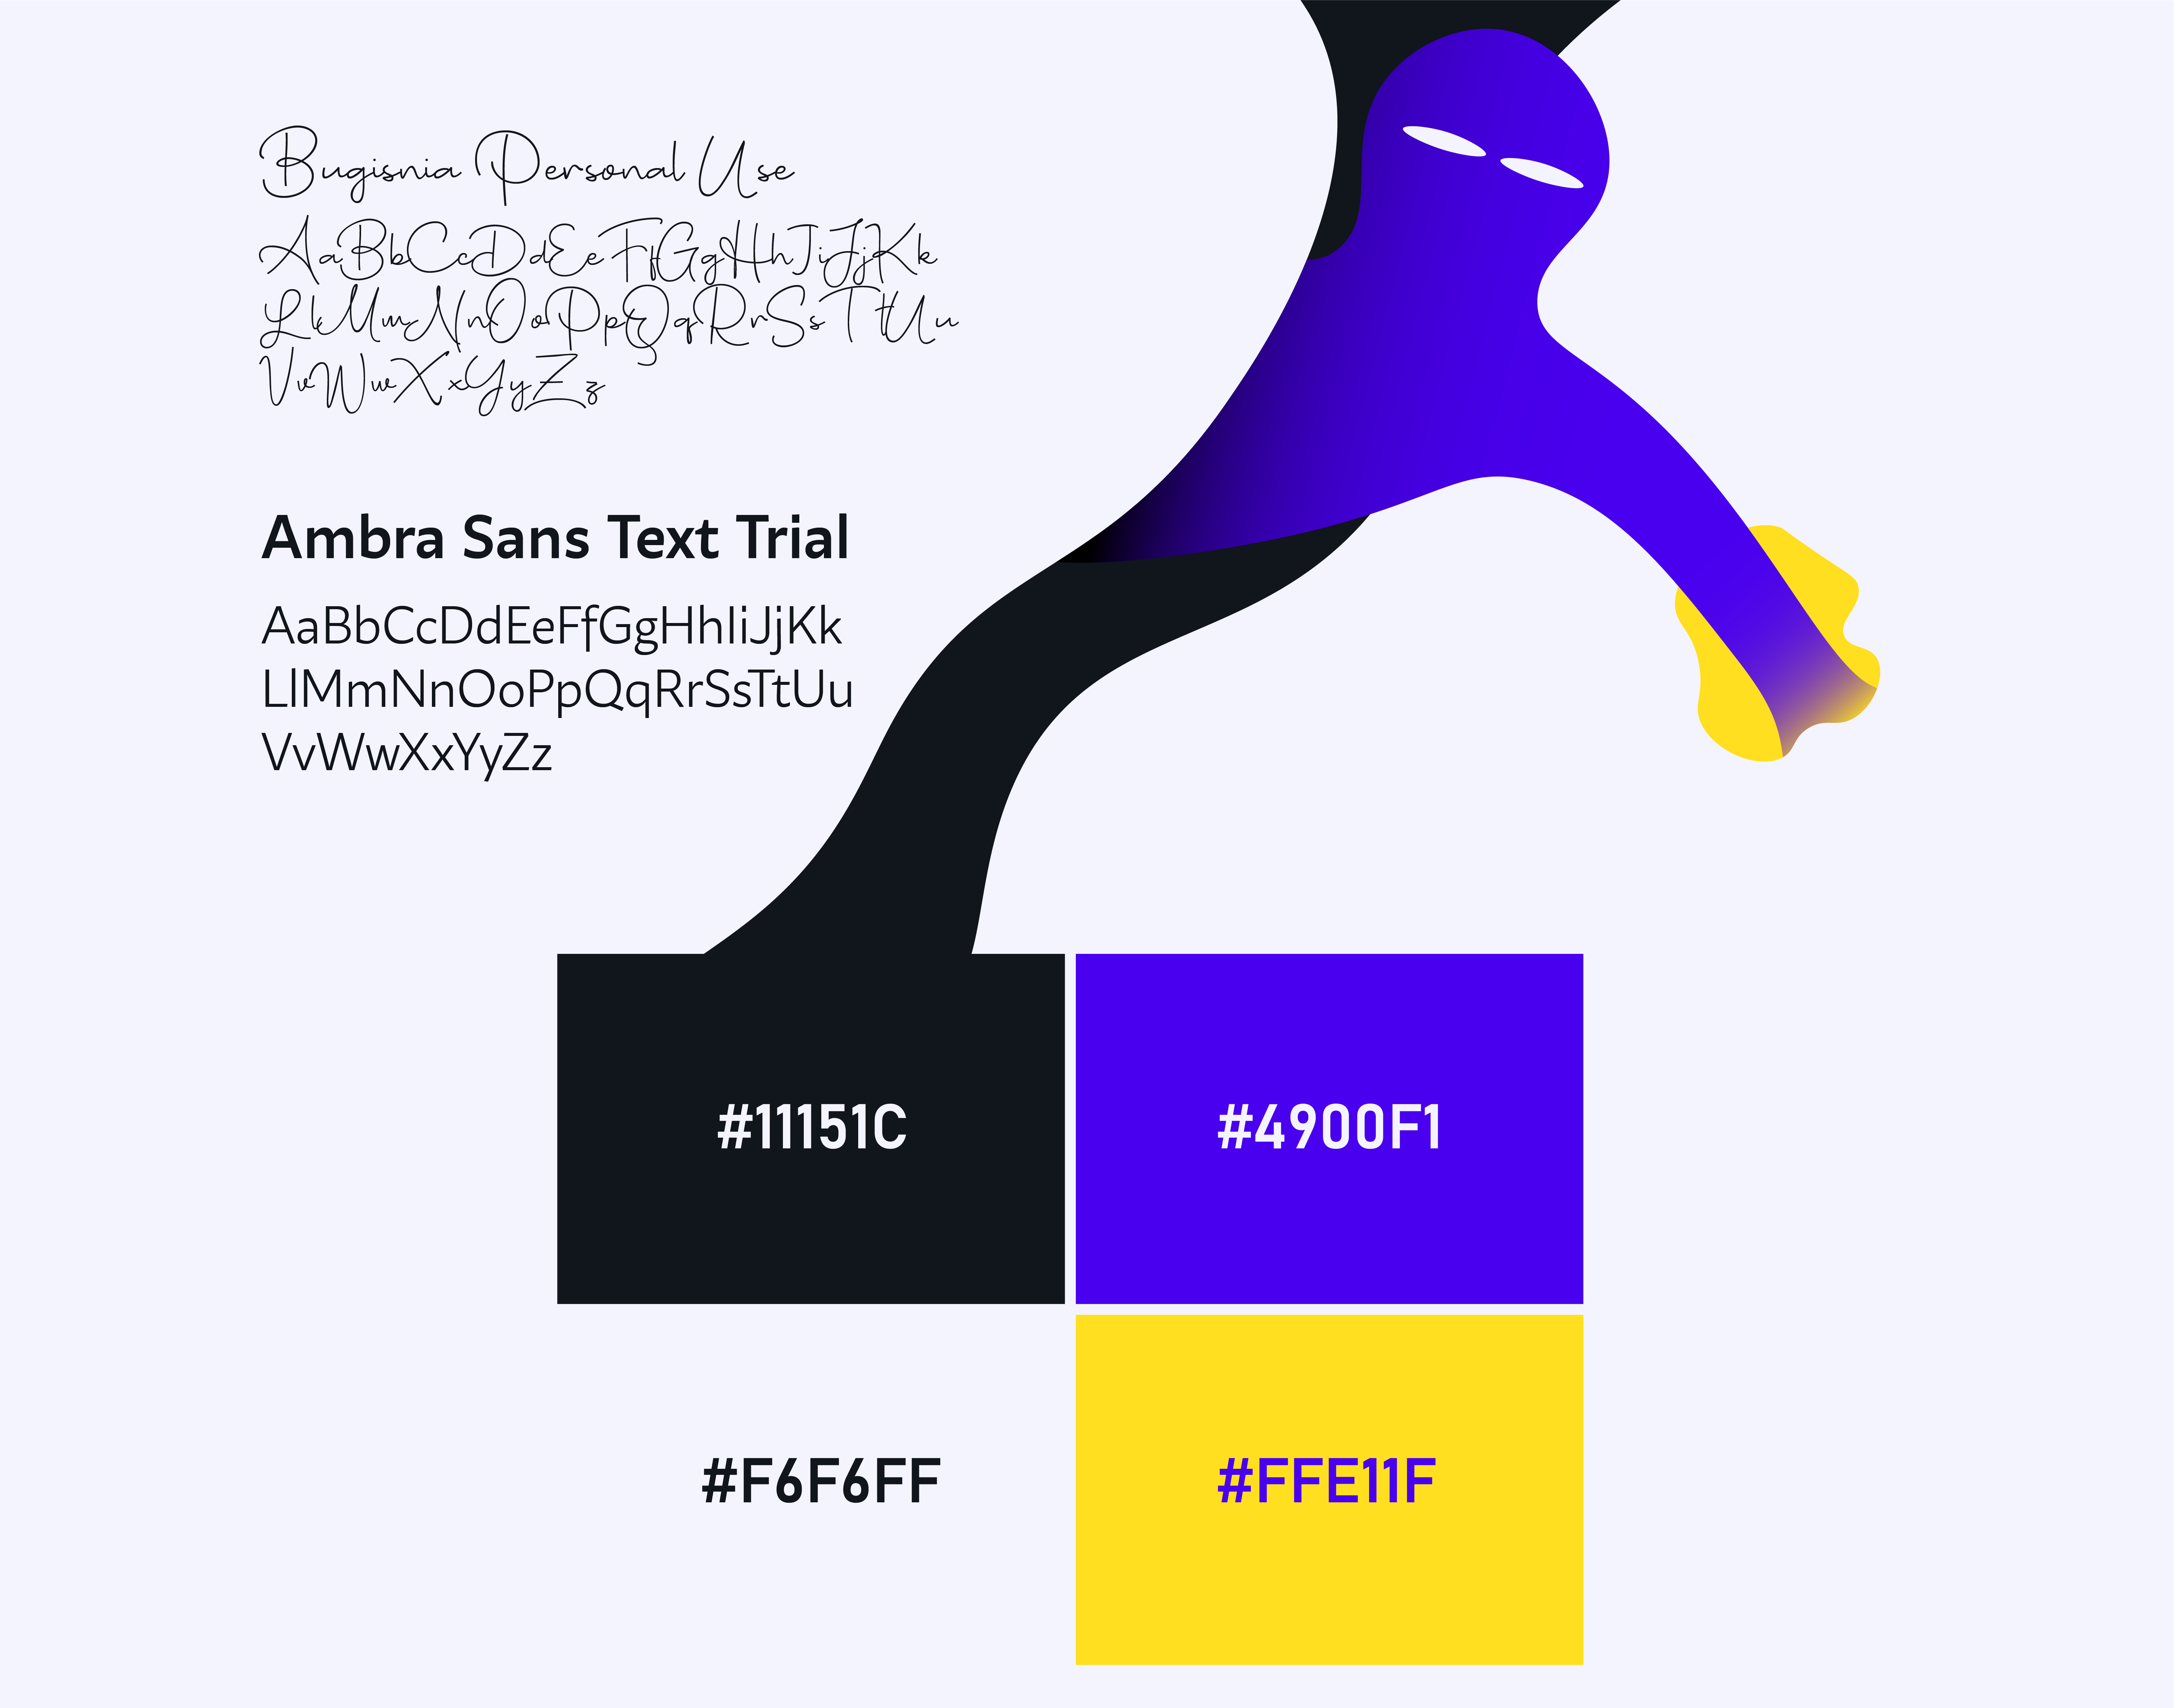 Bugisnia Personal Use
AaBbCcDdEeFfGgHhIiJjKk
LlMmNnOoPpQqRrSsTtUu
VvWwXxYyZz
Ambra Sans Text Trial
AaBbCcDdEeFfGgHhIiJjKk
LlMmNnOoPpQqRrSsTtUu
VvWwXxYyZz
#11151C
#4900F1
#F6F6FF
#FFE11F